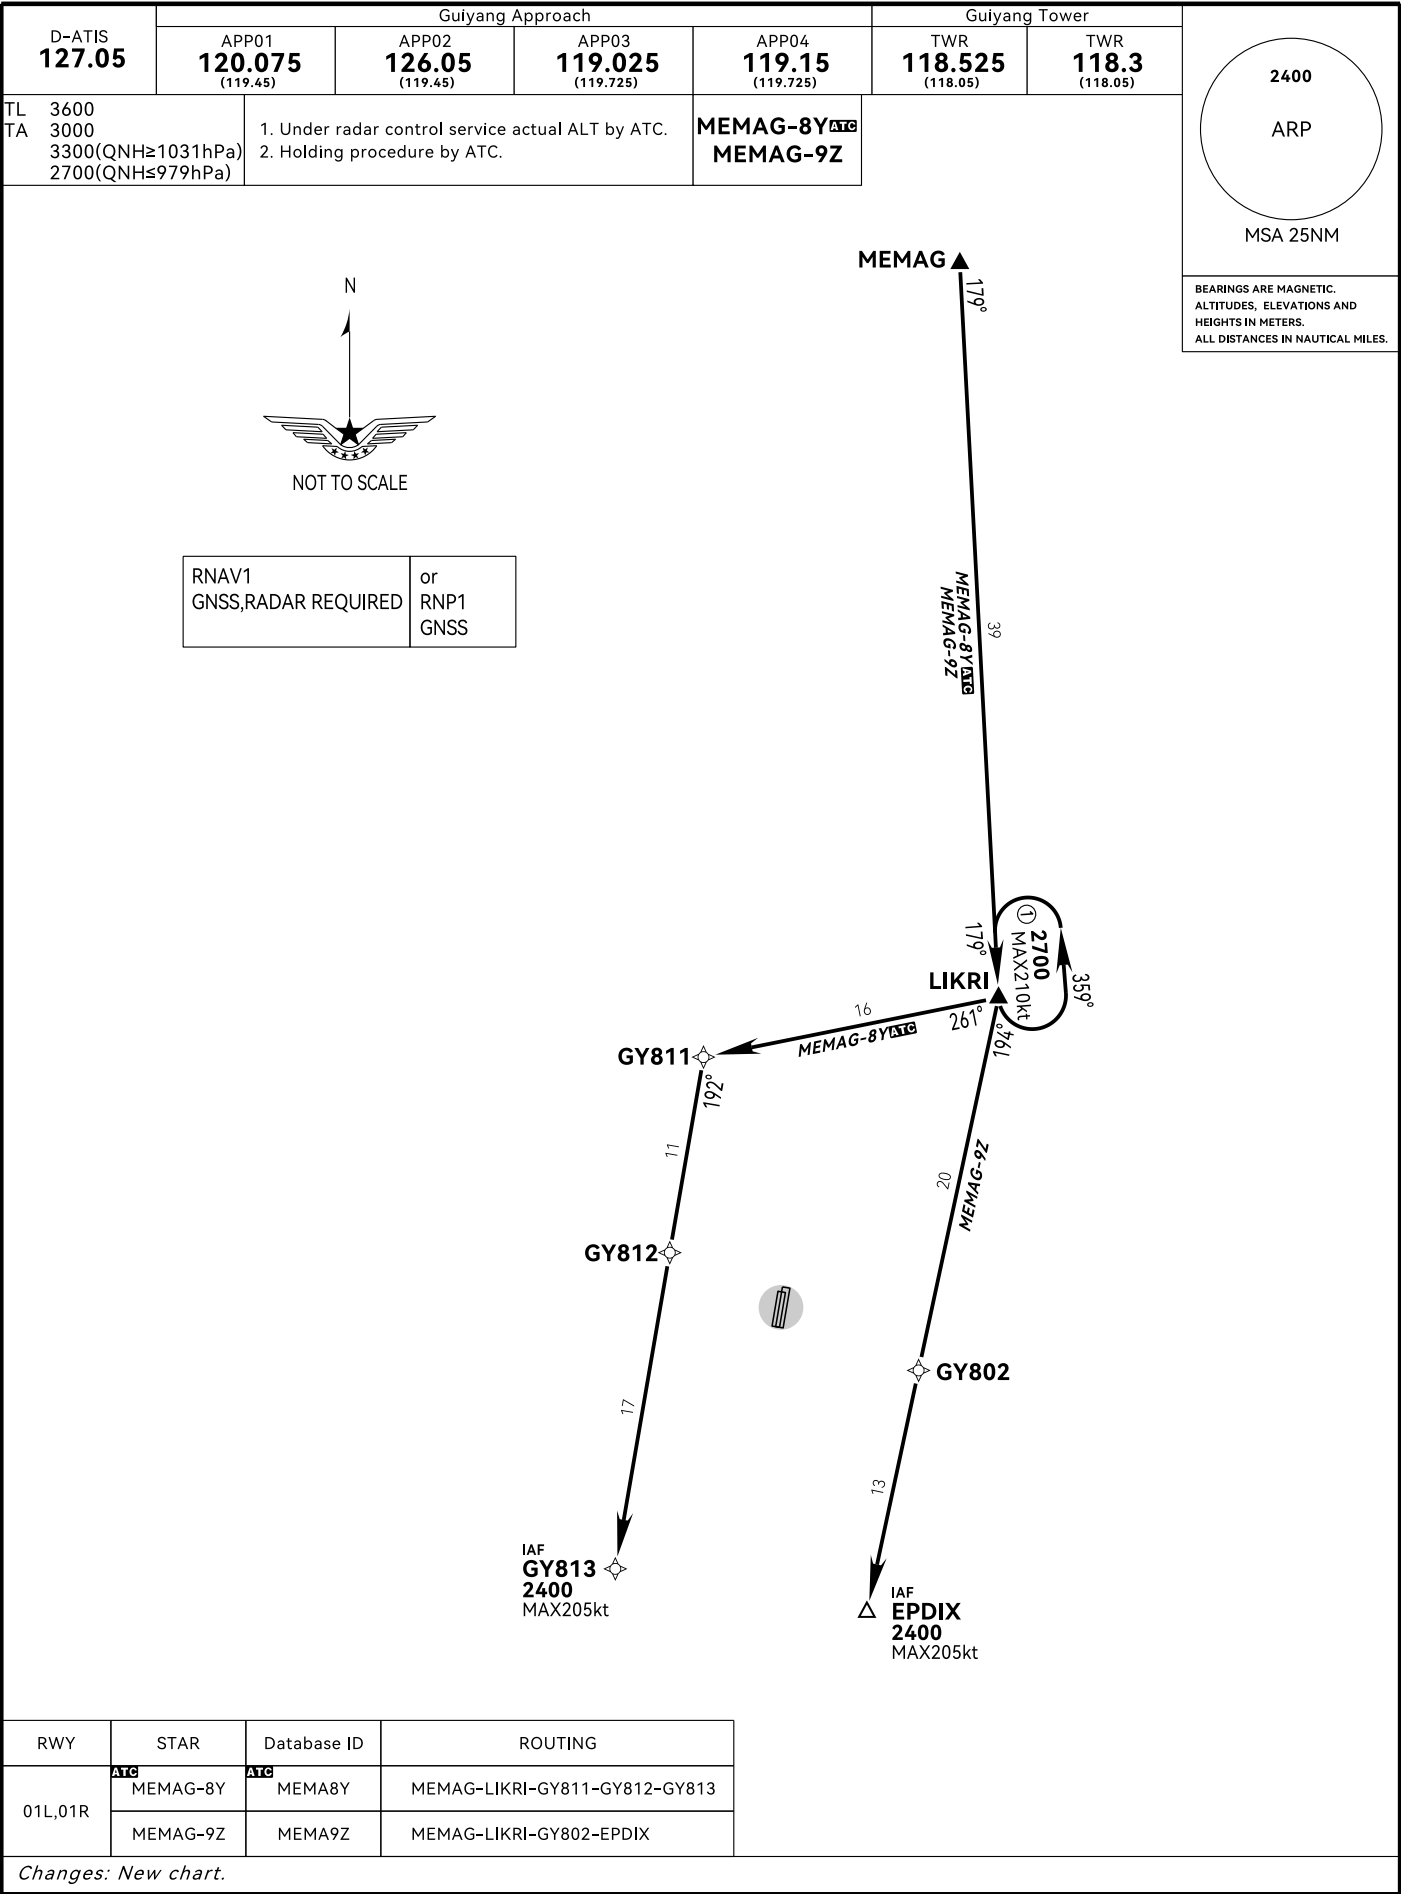 D-ATIS
127.05
Guiyang Approach
APP01
120.075
(119.45)
APP02
126.05
(119.45)
APP03
119.025
(119.725)
APP04
119.15
(119.725)
Guiyang Tower
TWR
118.525
(118.05)
TWR
118.3
(118.05)
2400
ARP
MSA 25NM
TL 3600
TA 3000
3300(QNH≥1031hPa)
2700(QNH≤979hPa)
1. Under radar control service actual ALT by ATC.
2. Holding procedure by ATC.
MEMAG-8Y ATC
MEMAG-9Z
BEARINGS ARE MAGNETIC.
ALTITUDES, ELEVATIONS AND
HEIGHTS IN METERS.
ALL DISTANCES IN NAUTICAL MILES.
N
NOT TO SCALE
RNAV1
GNSS,RADAR REQUIRED
or
RNP1
GNSS
MEMAG
179°
MEMAG-8Y ATC
MEMAG-9Z
39
179°
1
2700
MAX210kt
359°
LIKRI
261°
194°
16
MEMAG-8Y ATC
GY811
192°
11
20
MEMAG-9Z
GY812
GY802
17
13
IAF
GY813
2400
MAX205kt
IAF
EPDIX
2400
MAX205kt
RWY
STAR
Database ID
ROUTING
01L,01R
ATC
MEMAG-8Y
ATC
MEMA8Y
MEMAG-LIKRI-GY811-GY812-GY813
MEMAG-9Z
MEMA9Z
MEMAG-LIKRI-GY802-EPDIX
Changes: New chart.